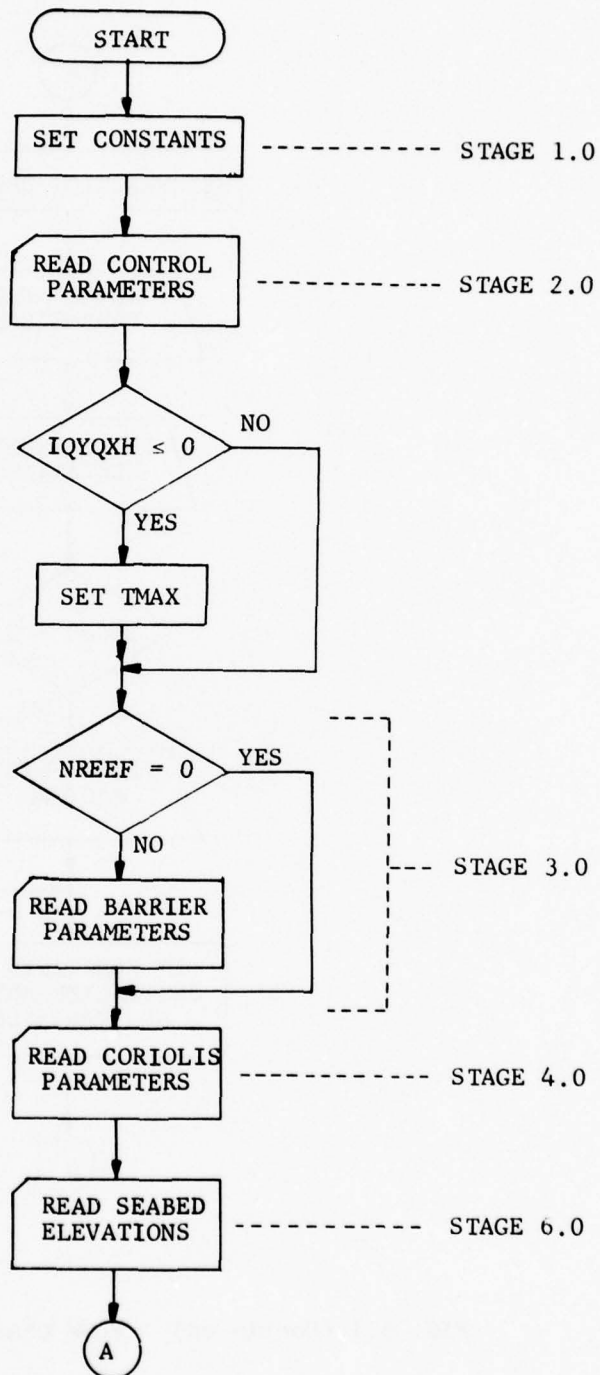 START
SET CONSTANTS
STAGE 1.0
READ CONTROL
PARAMETERS
STAGE 2.0
IQYQXH ≤ 0
NO
YES
SET TMAX
NREEF = 0
YES
NO
STAGE 3.0
READ BARRIER
PARAMETERS
READ CORIOLIS
PARAMETERS
STAGE 4.0
READ SEABED
ELEVATIONS
STAGE 6.0
A